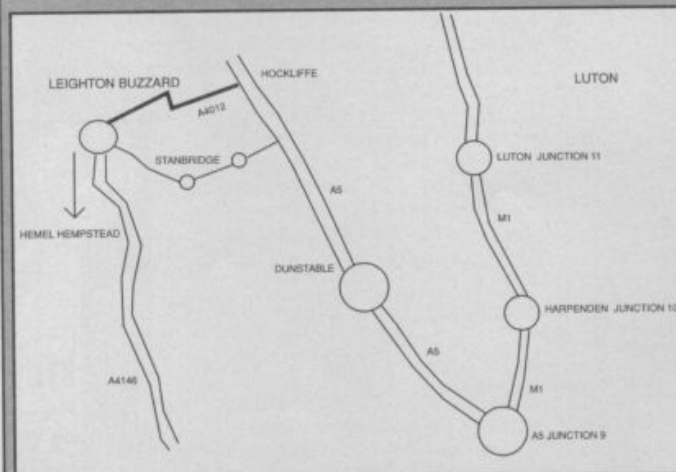 LEIGHTON BUZZARD
HOCKLIFFE
LUTON
A4012
STANBRIDGE
LUTON JUNCTION 11
A5
M1
HEMEL HEMPSTEAD
DUNSTABLE
HARPENDEN JUNCTION 10
A5
A4146
M1
A5 JUNCTION 9